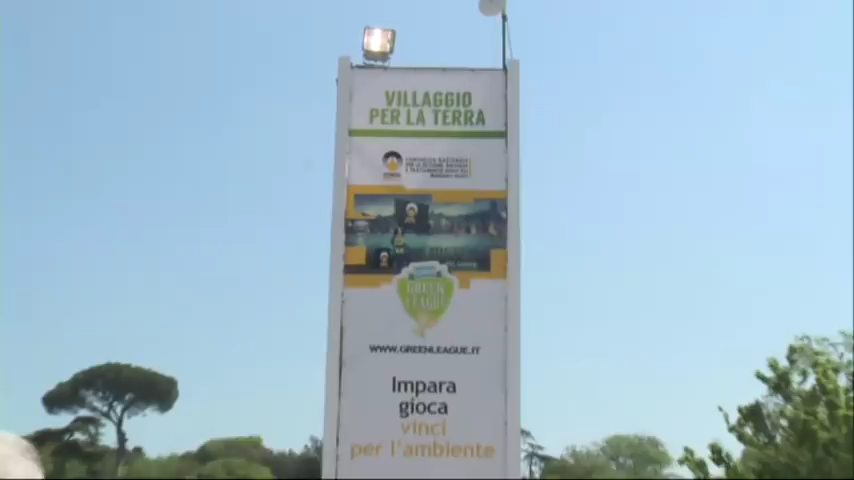 VILLAGGIO
PER LA TERRA
GREEN
LEAGUE
WWW.GREENLEAGUE.IT
Impara
gioca
vinci
per l'ambiente